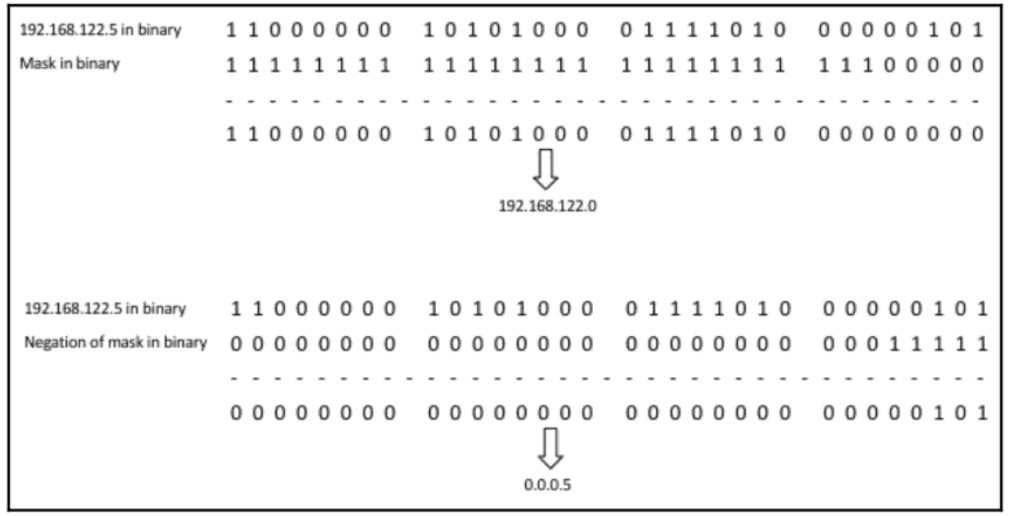 192.168.122.5 in binary 1 1 0 0 0 0 0 0 1 0 1 0 1 0 0 0 0 1 1 1 1 0 1 0 0 0 0 0 0 1 0 1
Mask in binary 1 1 1 1 1 1 1 1 1 1 1 1 1 1 1 1 1 1 1 1 1 1 1 1 1 1 1 0 0 0 0 0
- - - - - - - - - - - - - - - - - - - - - - - - - - - - - - - - - - -
1 1 0 0 0 0 0 0 1 0 1 0 1 0 0 0 0 1 1 1 1 0 1 0 0 0 0 0 0 0 0 0
192.168.122.0
192.168.122.5 in binary 1 1 0 0 0 0 0 0 1 0 1 0 1 0 0 0 0 1 1 1 1 0 1 0 0 0 0 0 0 1 0 1
Negation of mask in binary 0 0 0 0 0 0 0 0 0 0 0 0 0 0 0 0 0 0 0 0 0 0 0 0 0 0 0 1 1 1 1 1
- - - - - - - - - - - - - - - - - - - - - - - - - - - - - - - - - - -
0 0 0 0 0 0 0 0 0 0 0 0 0 0 0 0 0 0 0 0 0 0 0 0 0 0 0 0 0 1 0 1
0.0.0.5